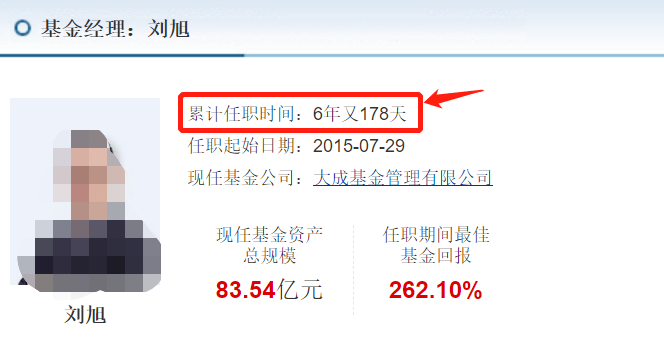 基金经理：刘旭
累计任职时间：6年又178天
任职起始日期：2015-07-29
现任基金公司：大成基金管理有限公司
现任基金资产
总规模
83.54亿元
任职期间最佳
基金回报
262.10%
刘旭